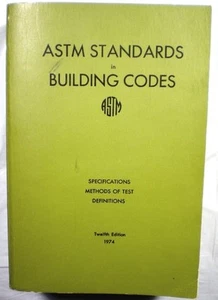 ASTM STANDARDS
in
BUILDING CODES
ASTM
SPECIFICATIONS
METHODS OF TEST
DEFINITIONS
Twelfth Edition
1974